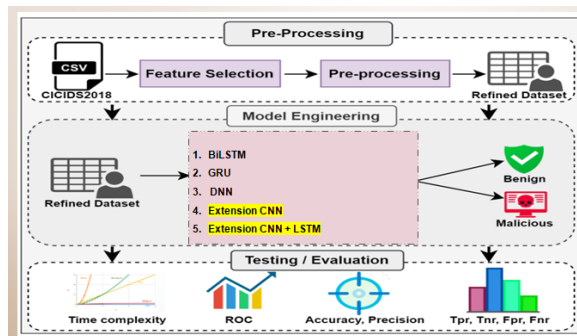 Pre-Processing
CSV
CICIDS2018
Feature Selection
Pre-processing
Refined Dataset
Model Engineering
Refined Dataset
1. BiLSTM
2. GRU
3. DNN
4. Extension CNN
5. Extension CNN + LSTM
Benign
Malicious
Testing / Evaluation
Time complexity
ROC
Accuracy, Precision
Tpr, Tnr, Fpr, Fnr